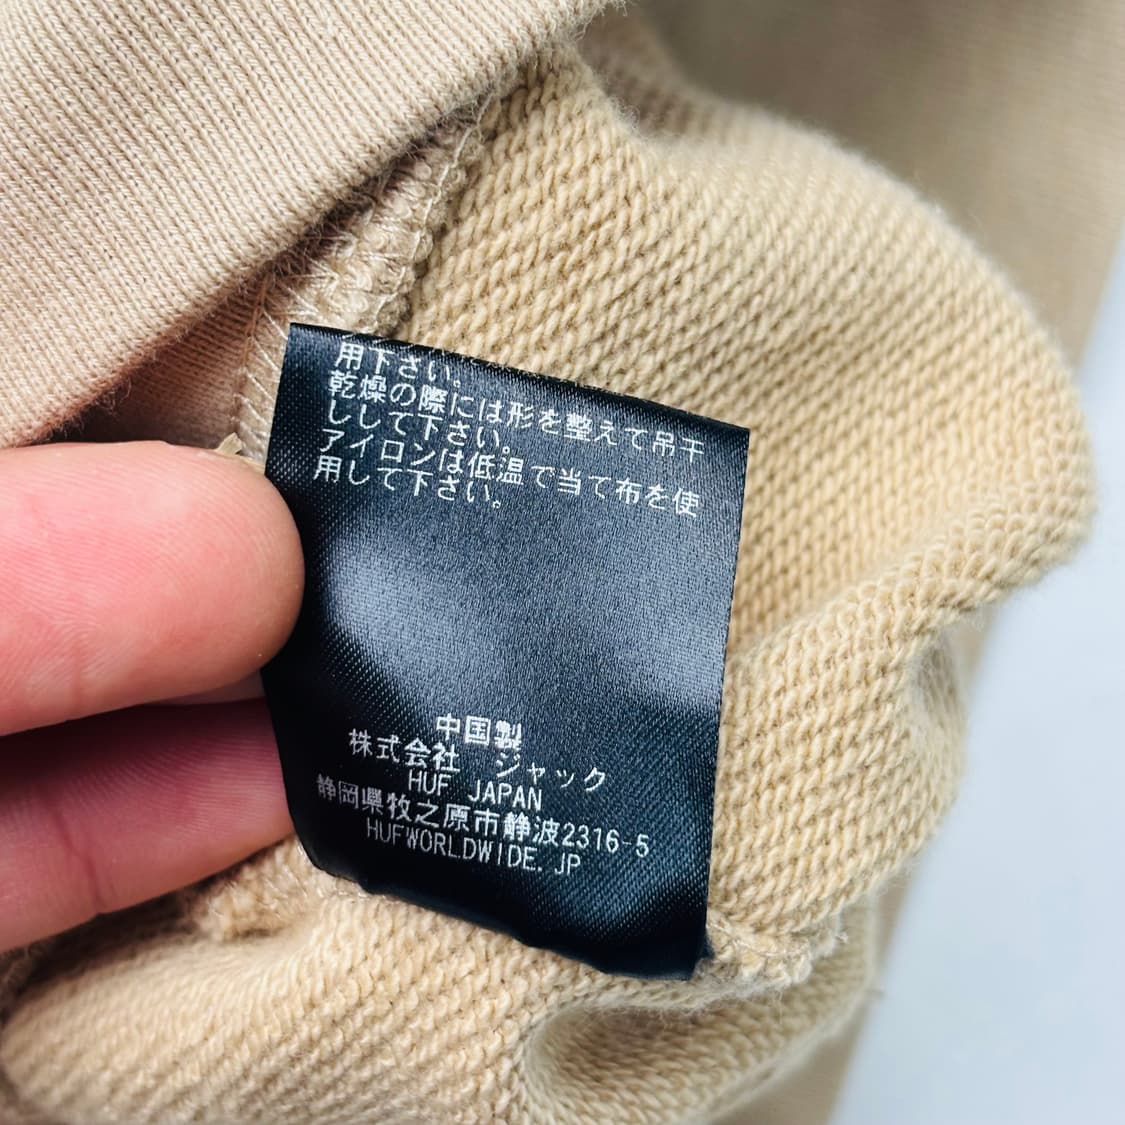 用下さい。
乾燥の際には形を整えて吊干
しして下さい。
アイロンは低温で当て布を使
用して下さい。
中国製
株式会社 ジャック
HUF JAPAN
静岡県牧之原市静波2316-5
HUFWORLDWIDE.JP